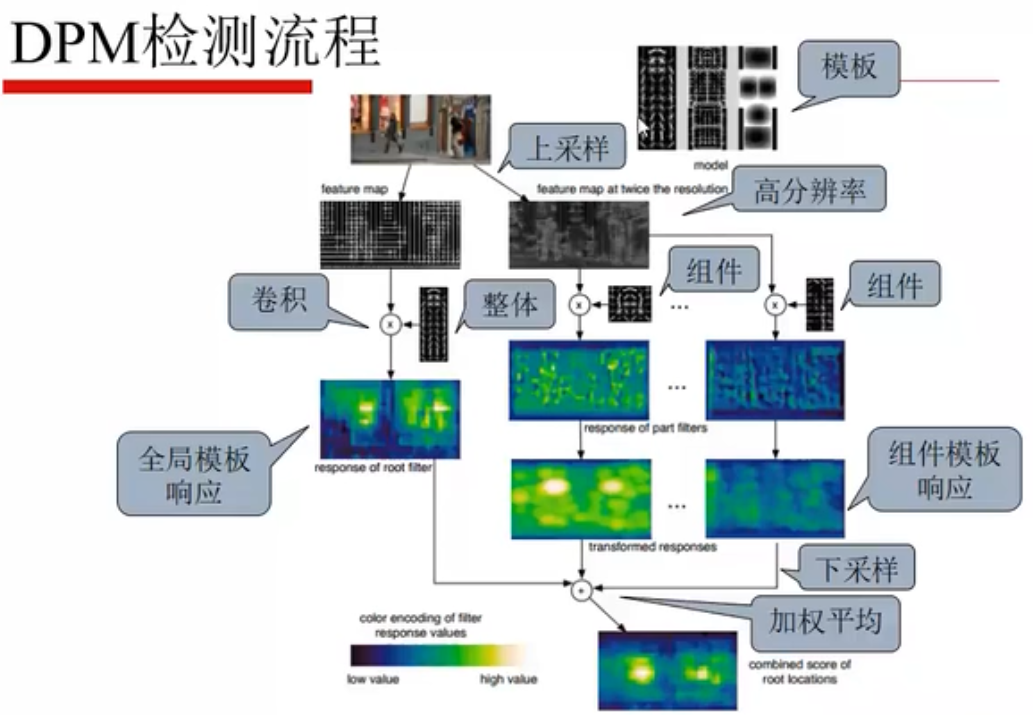 DPM检测流程
模板
model
上采样
feature map
feature map at twice the resolution
高分辨率
卷积
整体
组件
组件
x
x
x
...
...
response of part filters
全局模板
响应
response of root filter
组件模板
响应
...
transformed responses
下采样
+
加权平均
color encoding of filter
response values
low value
high value
combined score of
root locations